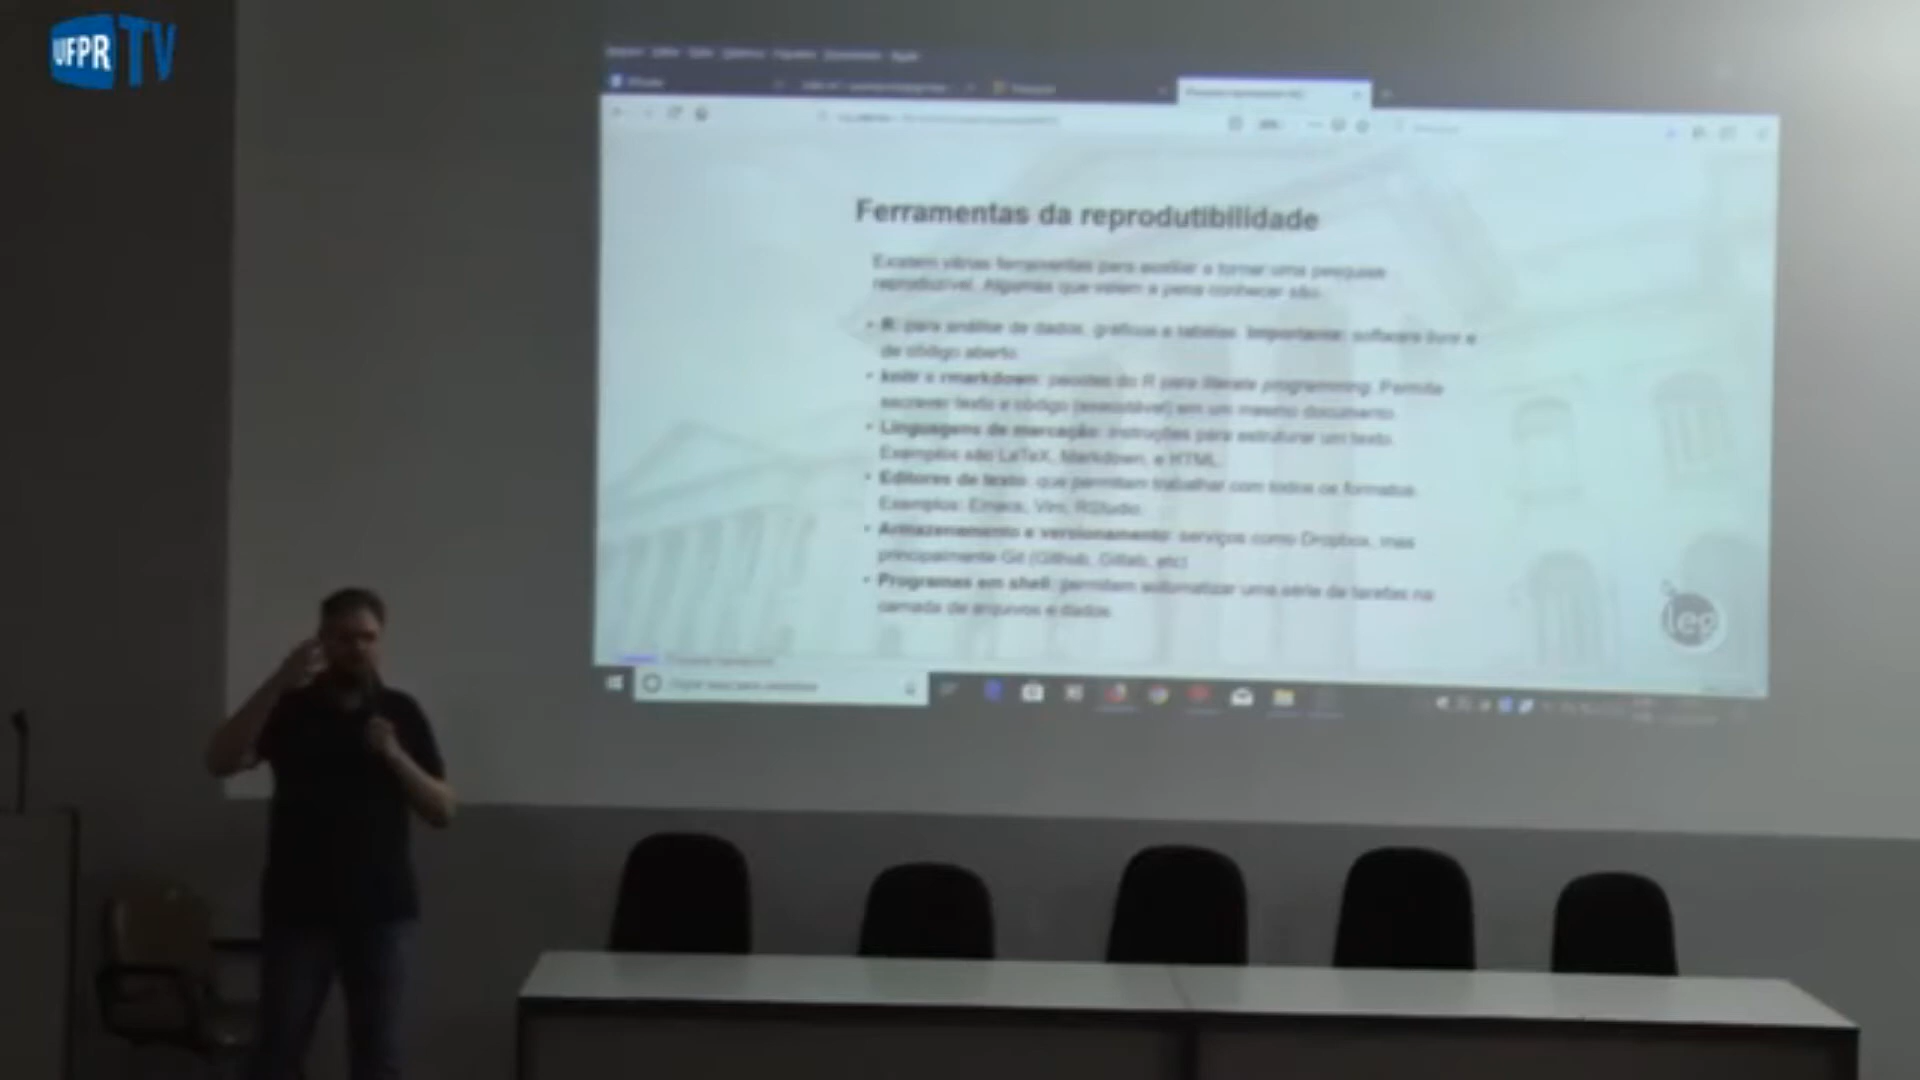 UFPR TV
Ferramentas da reprodutibilidade
Existem várias ferramentas para auxiliar a tornar uma pesquisa
reproduzível. Algumas que valem a pena conhecer são:
• R: para análise de dados, gráficos e tabelas. Importante: software livre e
de código aberto.
• knitr e rmarkdown: pacotes do R para literate programming. Permite
escrever texto e código (executável) em um mesmo documento.
• Linguagens de marcação: instruções para estruturar um texto.
Exemplos são LaTeX, Markdown, e HTML.
• Editores de texto: que permitam trabalhar com todos os formatos.
Exemplos: Emacs, Vim, RStudio.
• Armazenamento e versionamento: serviços como Dropbox, mas
principalmente Git (Github, Gitlab, etc)
• Programas em shell: permitem automatizar uma série de tarefas na
camada de arquivos e dados.
leg